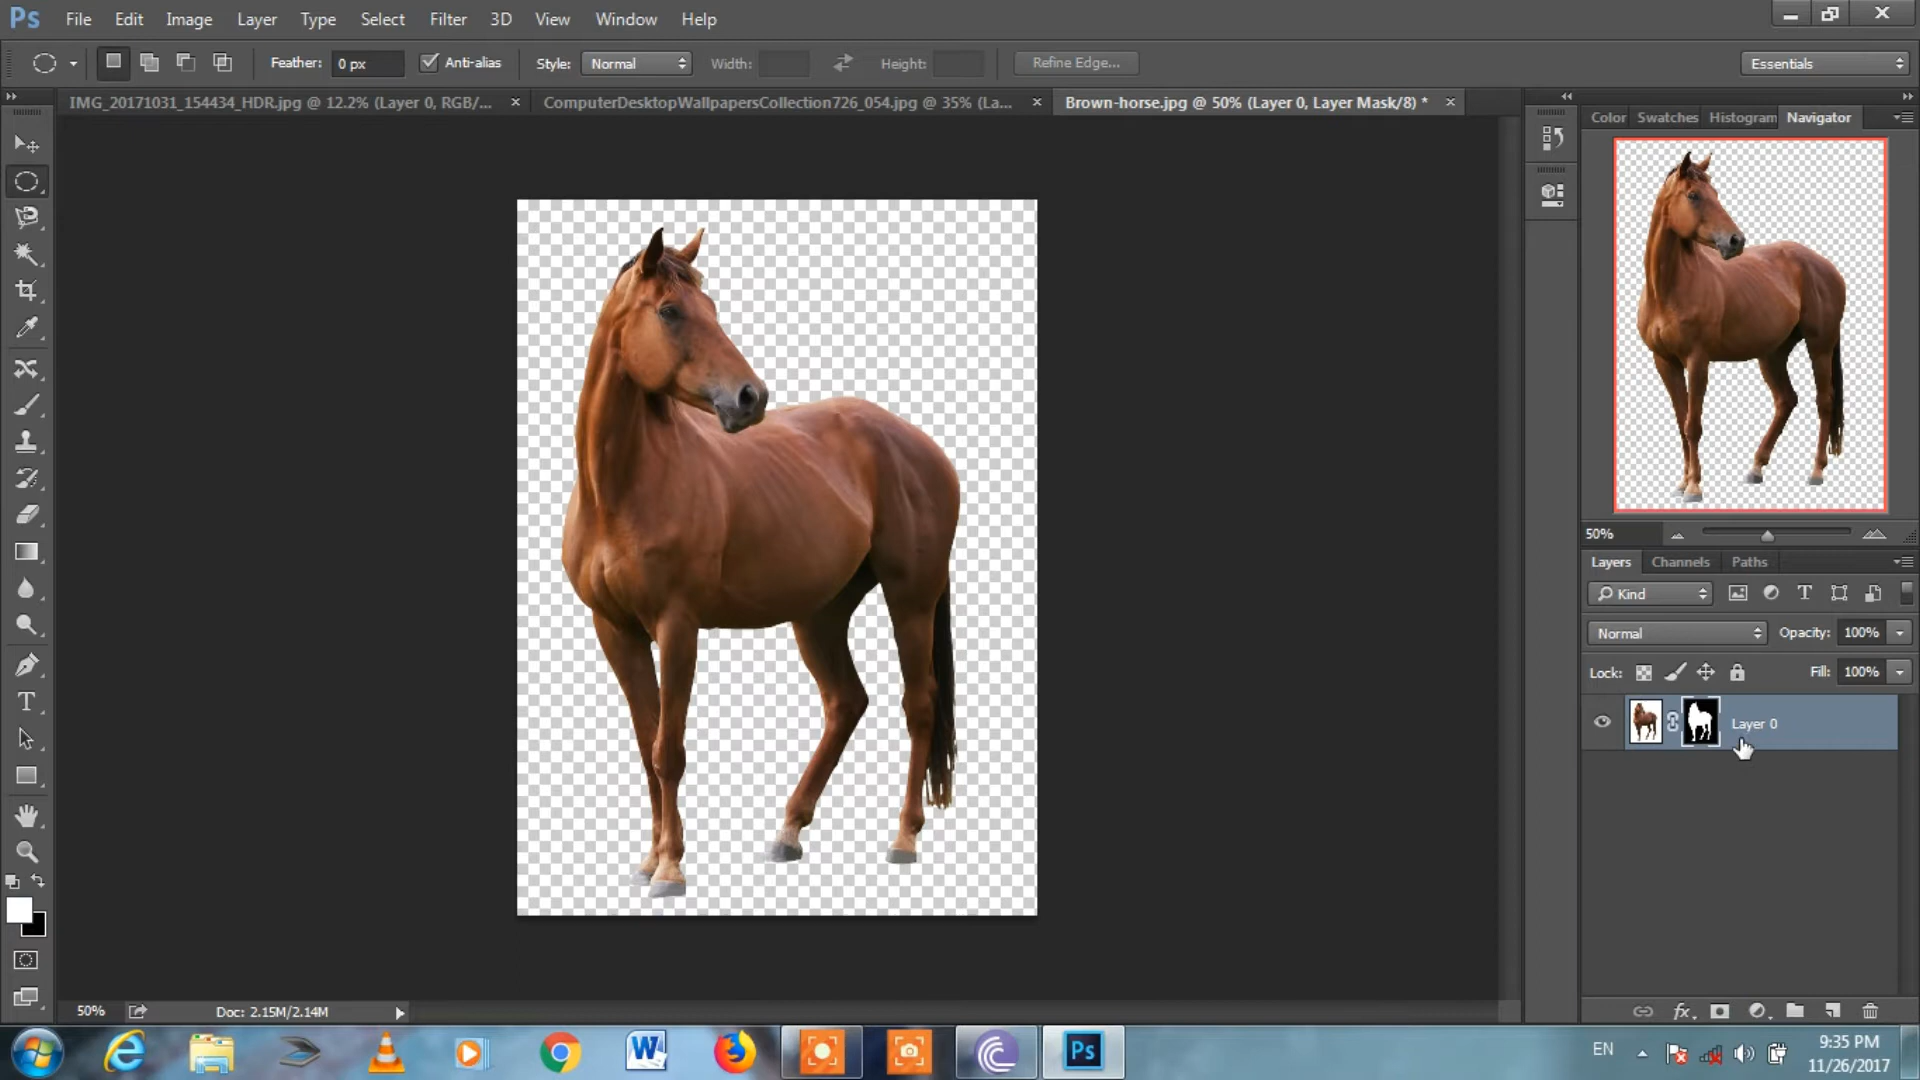 Ps File Edit Image Layer Type Select Filter 3D View Window Help
Feather: 0 px Anti-alias Style: Normal Width: Height: Refine Edge... Essentials
IMG_20171031_154434_HDR.jpg @ 12.2% (Layer 0, RGB/... × ComputerDesktopWallpapersCollection726_054.jpg @ 35% (La... × Brown-horse.jpg @ 50% (Layer 0, Layer Mask/8) * ×
Color Swatches Histogram Navigator
50%
Layers Channels Paths
Kind
Normal Opacity: 100%
Lock: Fill: 100%
Layer 0
fx
50% Doc: 2.15M/2.14M
W Ps EN 9:35 PM
11/26/2017